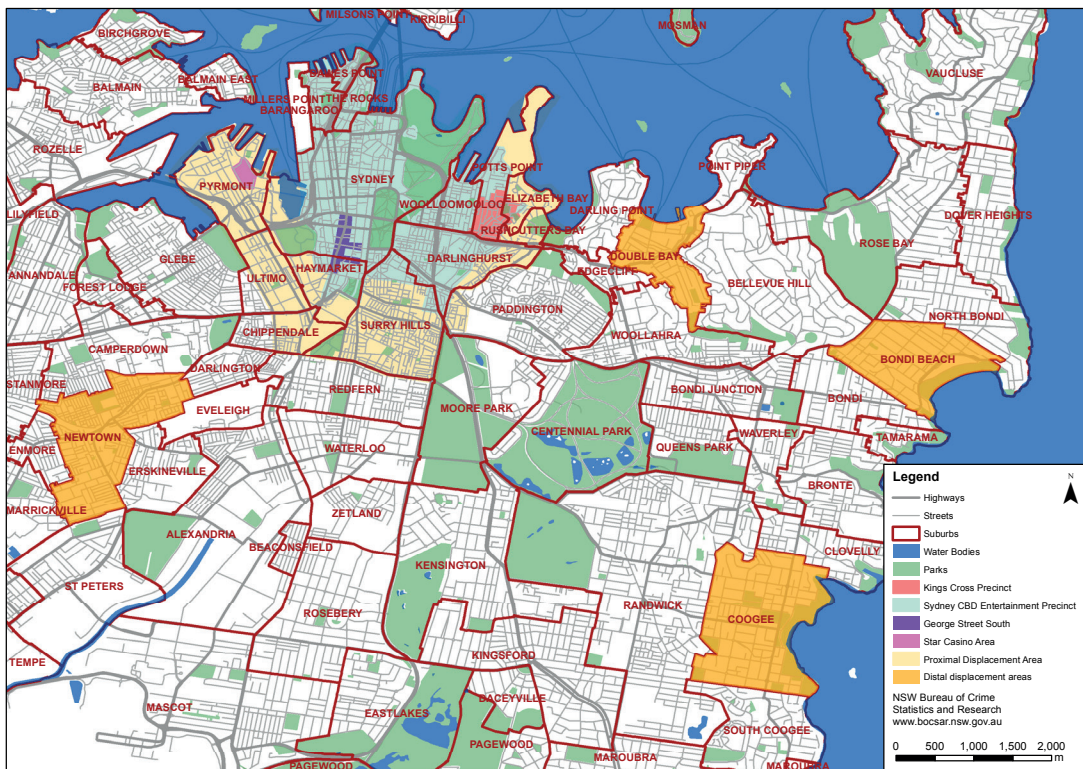 MILSONS POINT
KIRRIBILLI
MOSMAN
BIRCHGROVE
BALMAIN
BALMAIN EAST
DAWES POINT
MILLERS POINT
THE ROCKS
BARANGAROO
VAUCLUSE
ROZELLE
PYRMONT
SYDNEY
POTTS POINT
POINT PIPER
ELIZABETH BAY
WOOLLOOMOOLOO
DARLING POINT
LILYFIELD
RUSHCUTTERS BAY
DOVER HEIGHTS
ROSE BAY
GLEBE
DARLINGHURST
DOUBLE BAY
ANNANDALE
ULTIMO
HAYMARKET
EDGECLIFF
FOREST LODGE
BELLEVUE HILL
PADDINGTON
NORTH BONDI
CHIPPENDALE
SURRY HILLS
WOOLLAHRA
CAMPERDOWN
BONDI BEACH
DARLINGTON
STANMORE
REDFERN
BONDI JUNCTION
BONDI
EVELEIGH
MOORE PARK
CENTENNIAL PARK
WAVERLEY
NEWTOWN
TAMARAMA
ENMORE
WATERLOO
QUEENS PARK
ERSKINEVILLE
BRONTE
MARRICKVILLE
ZETLAND
ALEXANDRIA
BEACONSFIELD
CLOVELLY
KENSINGTON
ST PETERS
RANDWICK
ROSEBERY
COOGEE
KINGSFORD
TEMPE
DACEYVILLE
MASCOT
EASTLAKES
SOUTH COOGEE
PAGEWOOD
MAROUBRA
PAGEWOOD
MAROUBRA
Legend
N
Highways
Streets
Suburbs
Water Bodies
Parks
Kings Cross Precinct
Sydney CBD Entertainment Precinct
George Street South
Star Casino Area
Proximal Displacement Area
Distal displacement areas
NSW Bureau of Crime
Statistics and Research
www.bocsar.nsw.gov.au
0 500 1,000 1,500 2,000
m